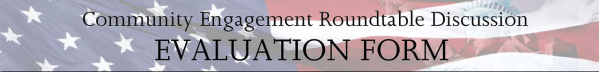 Community Engagement Roundtable Discussion
EVALUATION FORM